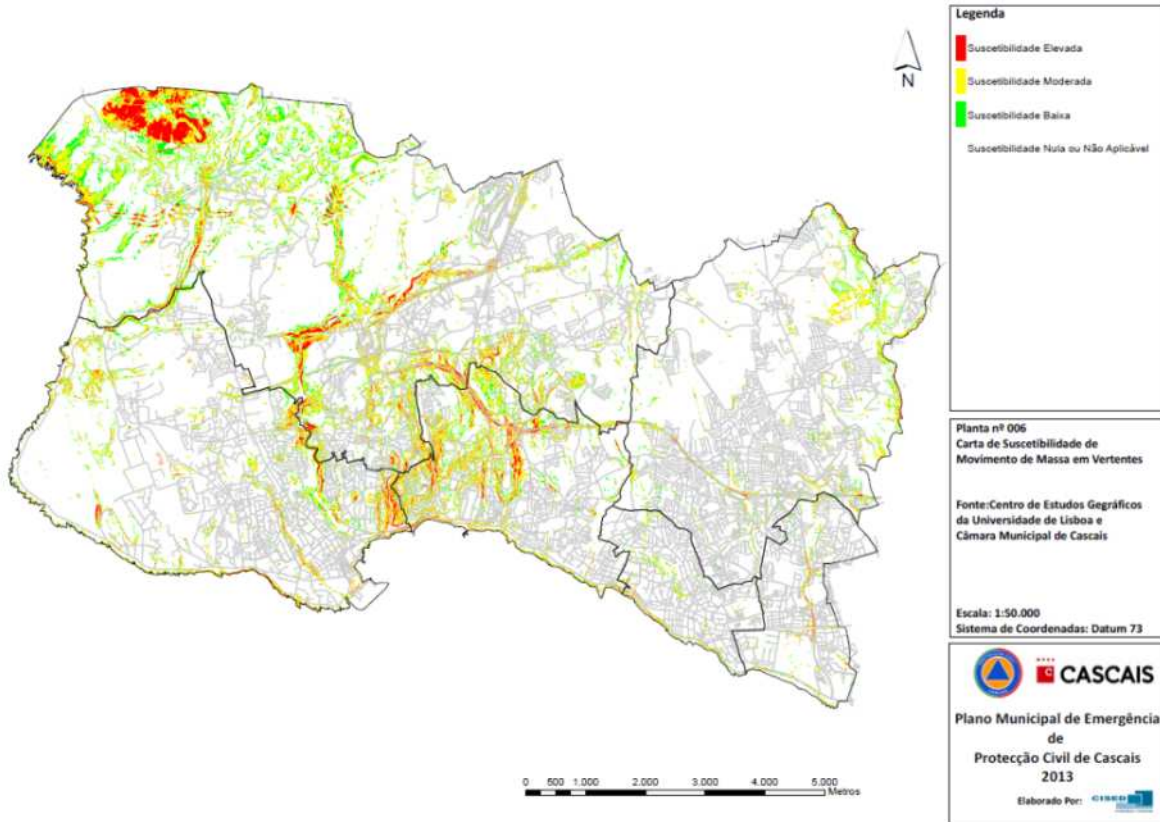 Legenda
Suscetibilidade Elevada
Suscetibilidade Moderada
Suscetibilidade Baixa
Suscetibilidade Nula ou Não Aplicável
N
Planta nº 006
Carta de Suscetibilidade de
Movimento de Massa em Vertentes
Fonte:Centro de Estudos Gegráficos
da Universidade de Lisboa e
Câmara Municipal de Cascais
Escala: 1:50.000
Sistema de Coordenadas: Datum 73
CASCAIS
Plano Municipal de Emergência
de
Protecção Civil de Cascais
2013
Elaborado Por: CISED
0 500 1.000 2.000 3.000 4.000 5.000
Metros